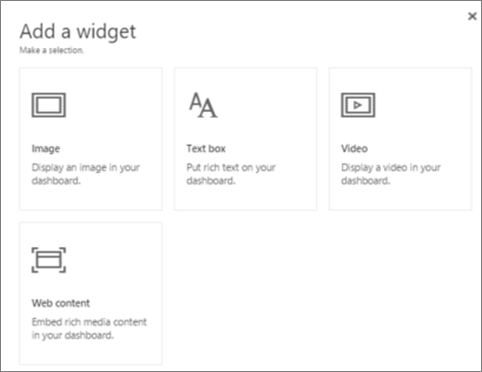 Add a widget
Make a selection.
Image
Display an image in your
dashboard.
AA
Text box
Put rich text on your
dashboard.
Video
Display a video in your
dashboard.
Web content
Embed rich media content
in your dashboard.